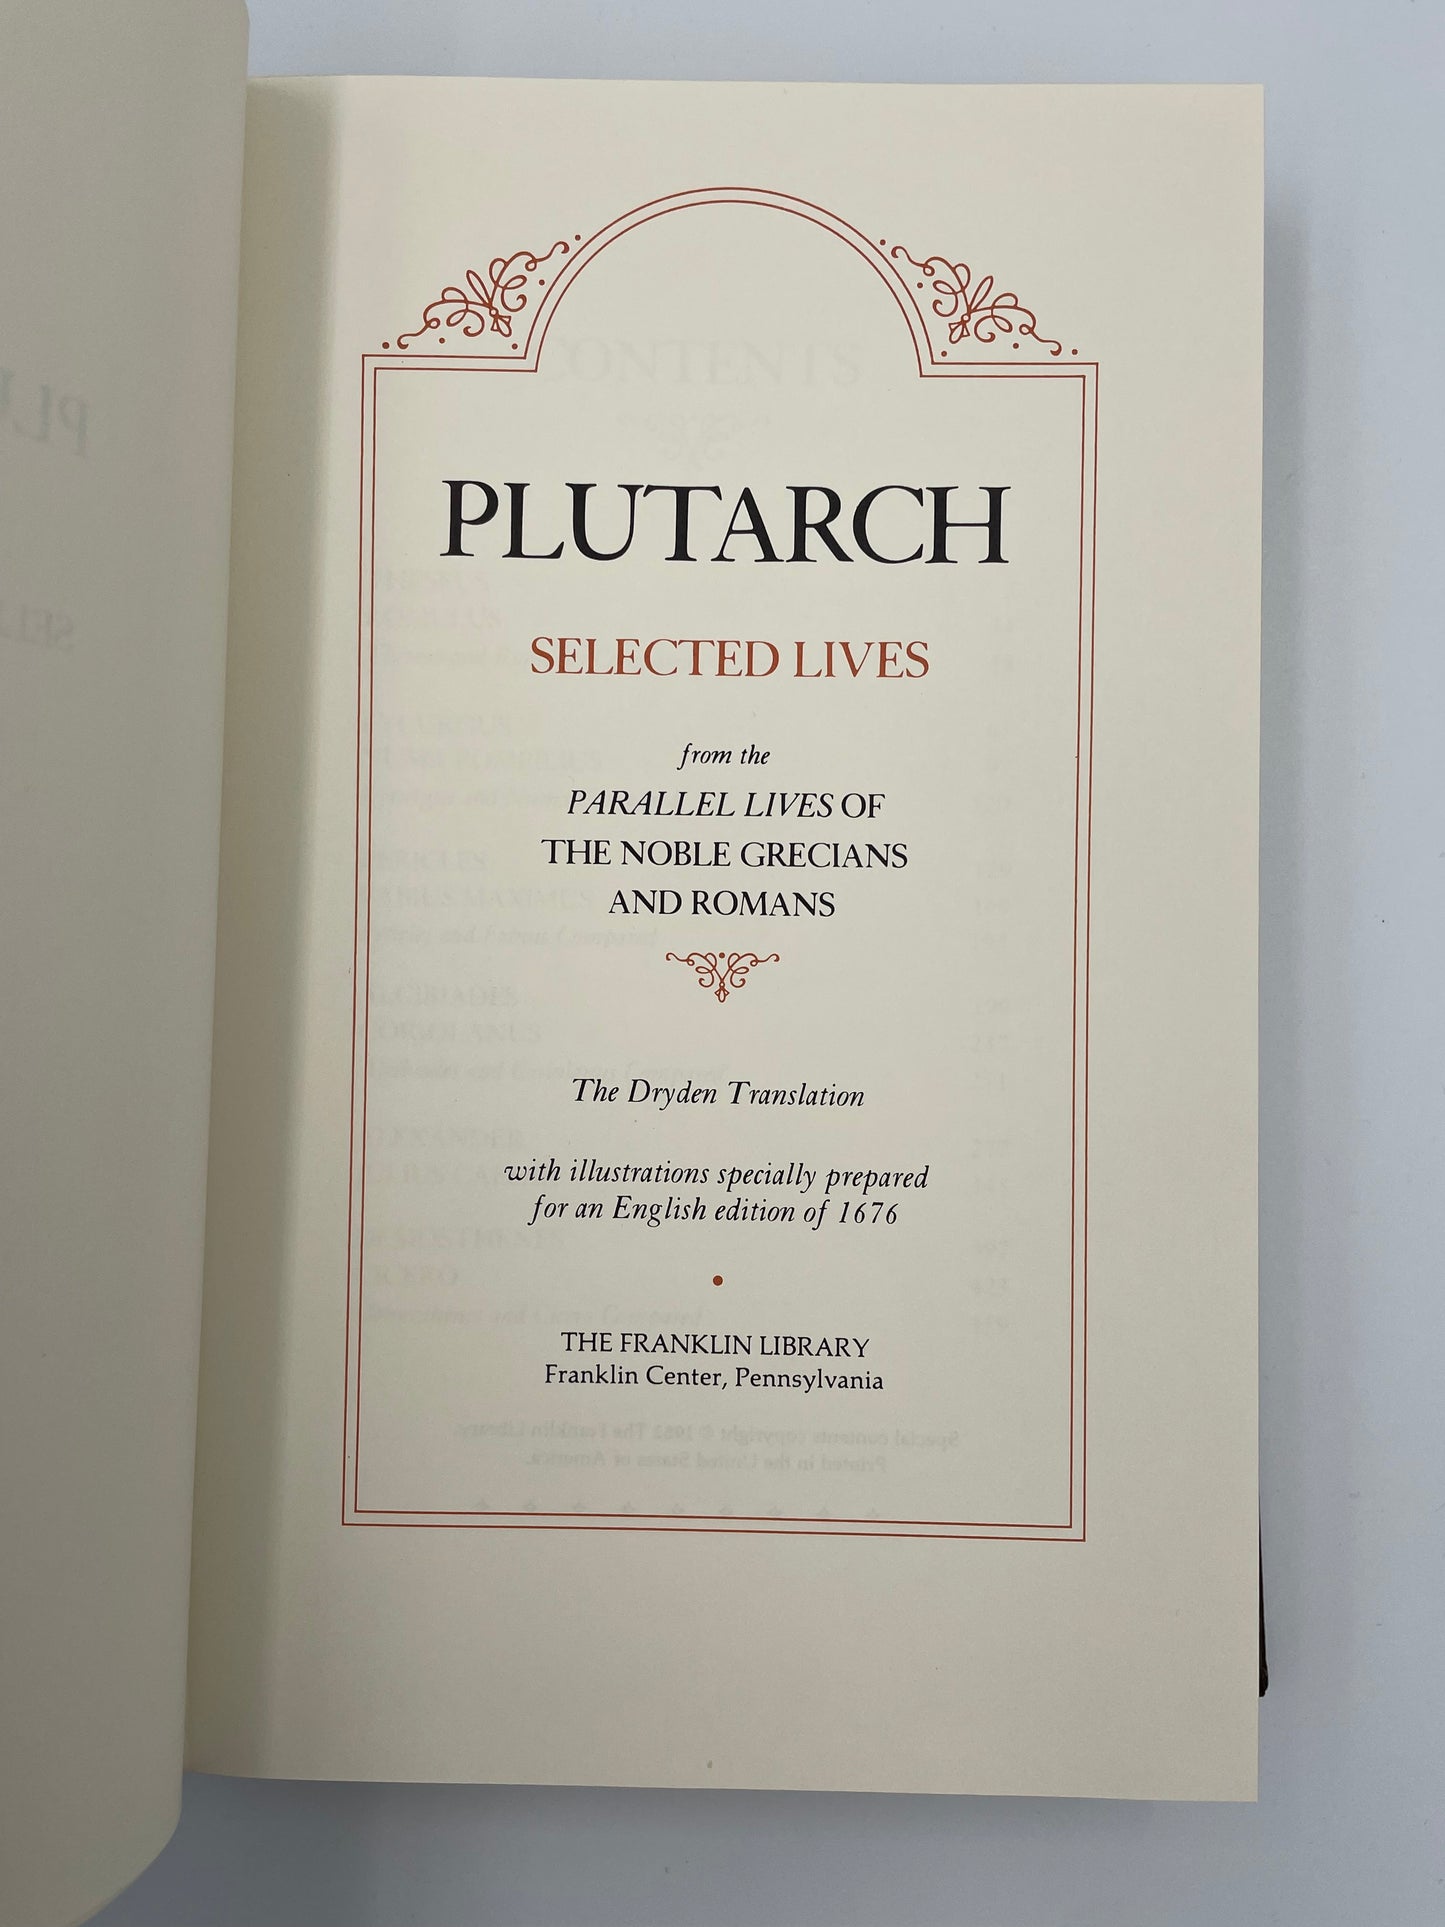 PLUTARCH
SELECTED LIVES
from the
PARALLEL LIVES OF
THE NOBLE GRECIANS
AND ROMANS
The Dryden Translation
with illustrations specially prepared
for an English edition of 1676
THE FRANKLIN LIBRARY
Franklin Center, Pennsylvania